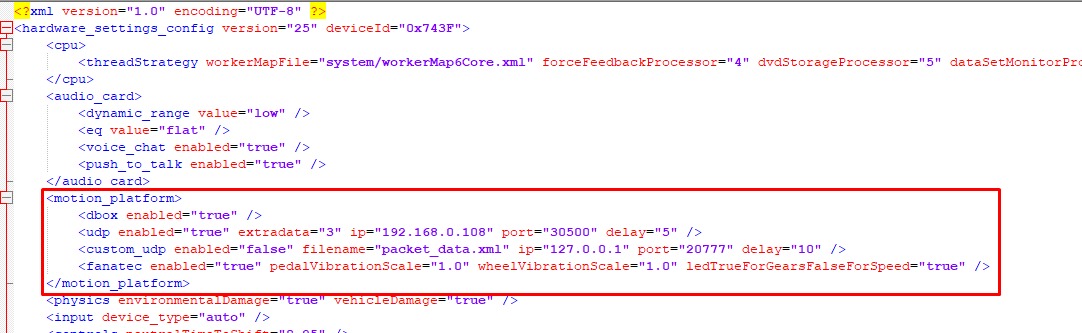 <?xml version="1.0" encoding="UTF-8" ?>
<hardware_settings_config version="25" deviceId="0x743F">
<cpu>
<threadStrategy workerMapFile="system/workerMap6Core.xml" forceFeedbackProcessor="4" dvdStorageProcessor="5" dataSetMonitorPro
</cpu>
<audio_card>
<dynamic_range value="low" />
<eq value="flat" />
<voice_chat enabled="true" />
<push_to_talk enabled="true" />
</audio_card>
<motion_platform>
<dbox enabled="true" />
<udp enabled="true" extradata="3" ip="192.168.0.108" port="30500" delay="5" />
<custom_udp enabled="false" filename="packet_data.xml" ip="127.0.0.1" port="20777" delay="10" />
<fanatec enabled="true" pedalVibrationScale="1.0" wheelVibrationScale="1.0" ledTrueForGearsFalseForSpeed="true" />
</motion_platform>
<physics environmentalDamage="true" vehicleDamage="true" />
<input device_type="auto" />